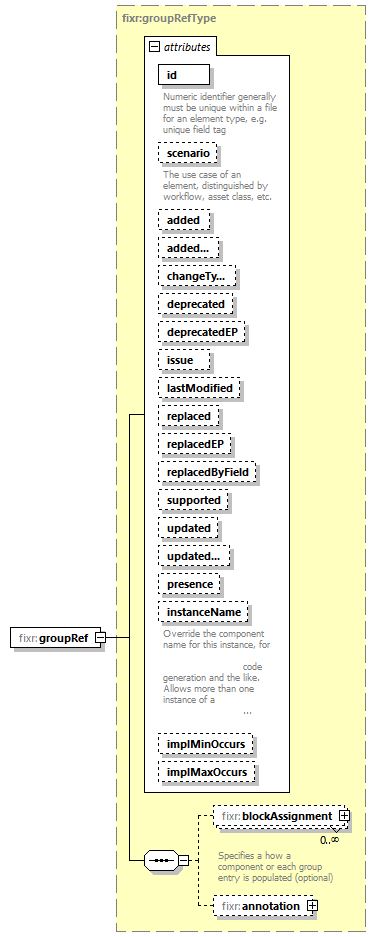 fixr:groupRefType
attributes
id
Numeric identifier generally
must be unique within a file
for an element type, e.g.
unique field tag
scenario
The use case of an
element, distinguished by
workflow, asset class, etc.
added
added...
changeTy...
deprecated
deprecatedEP
issue
lastModified
replaced
replacedEP
replacedByField
supported
updated
updated...
presence
instanceName
Override the component
name for this instance, for
code
generation and the like.
Allows more than one
instance of a
...
implMinOccurs
implMaxOccurs
fixr:groupRef
fixr:blockAssignment
0..∞
Specifies a how a
component or each group
entry is populated (optional)
fixr:annotation